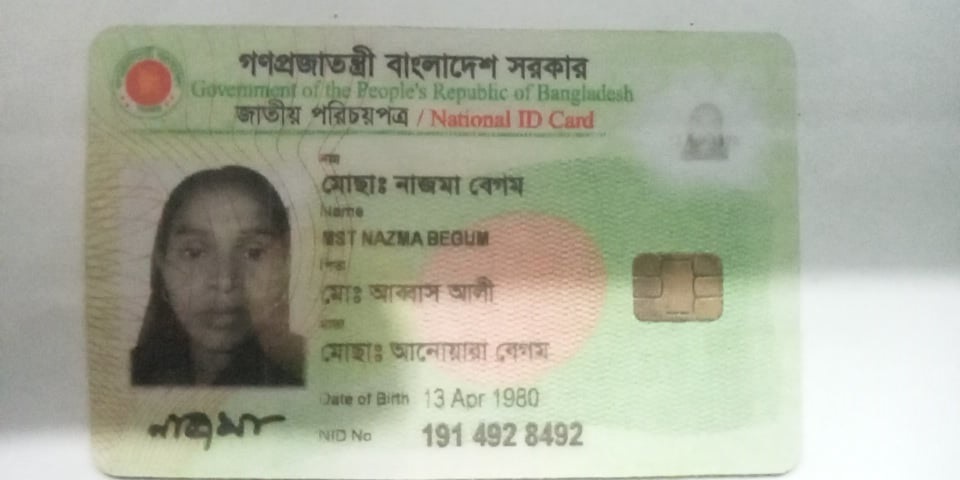 গণপ্রজাতন্ত্রী বাংলাদেশ সরকার
Government of the People's Republic of Bangladesh
জাতীয় পরিচয়পত্র / National ID Card
নাম
মোছাঃ নাজমা বেগম
Name
MST NAZMA BEGUM
পিতা
মোঃ আব্বাস আলী
মাতা
মোছাঃ আনোয়ারা বেগম
Date of Birth 13 Apr 1980
নাজমা
NID No 191 492 8492